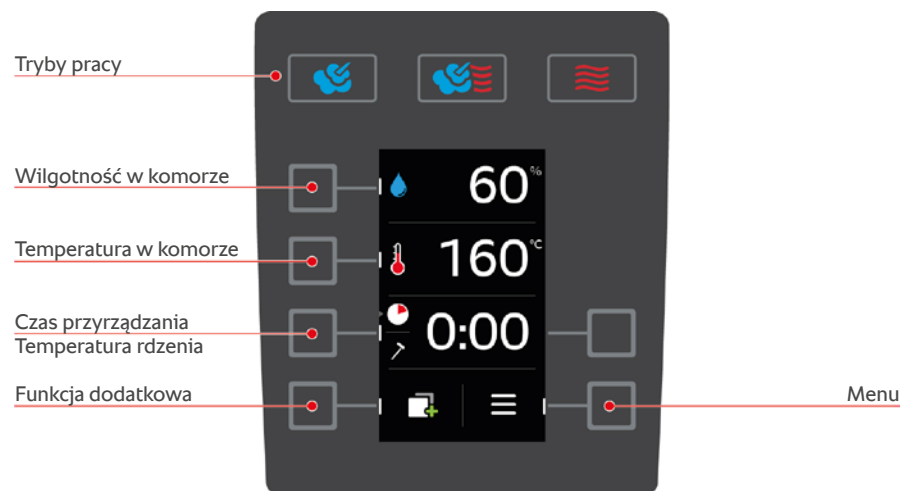 Tryby pracy
Wilgotność w komorze
60 %
Temperatura w komorze
160 °C
Czas przyrządzania
Temperatura rdzenia
0:00
Funkcja dodatkowa
Menu